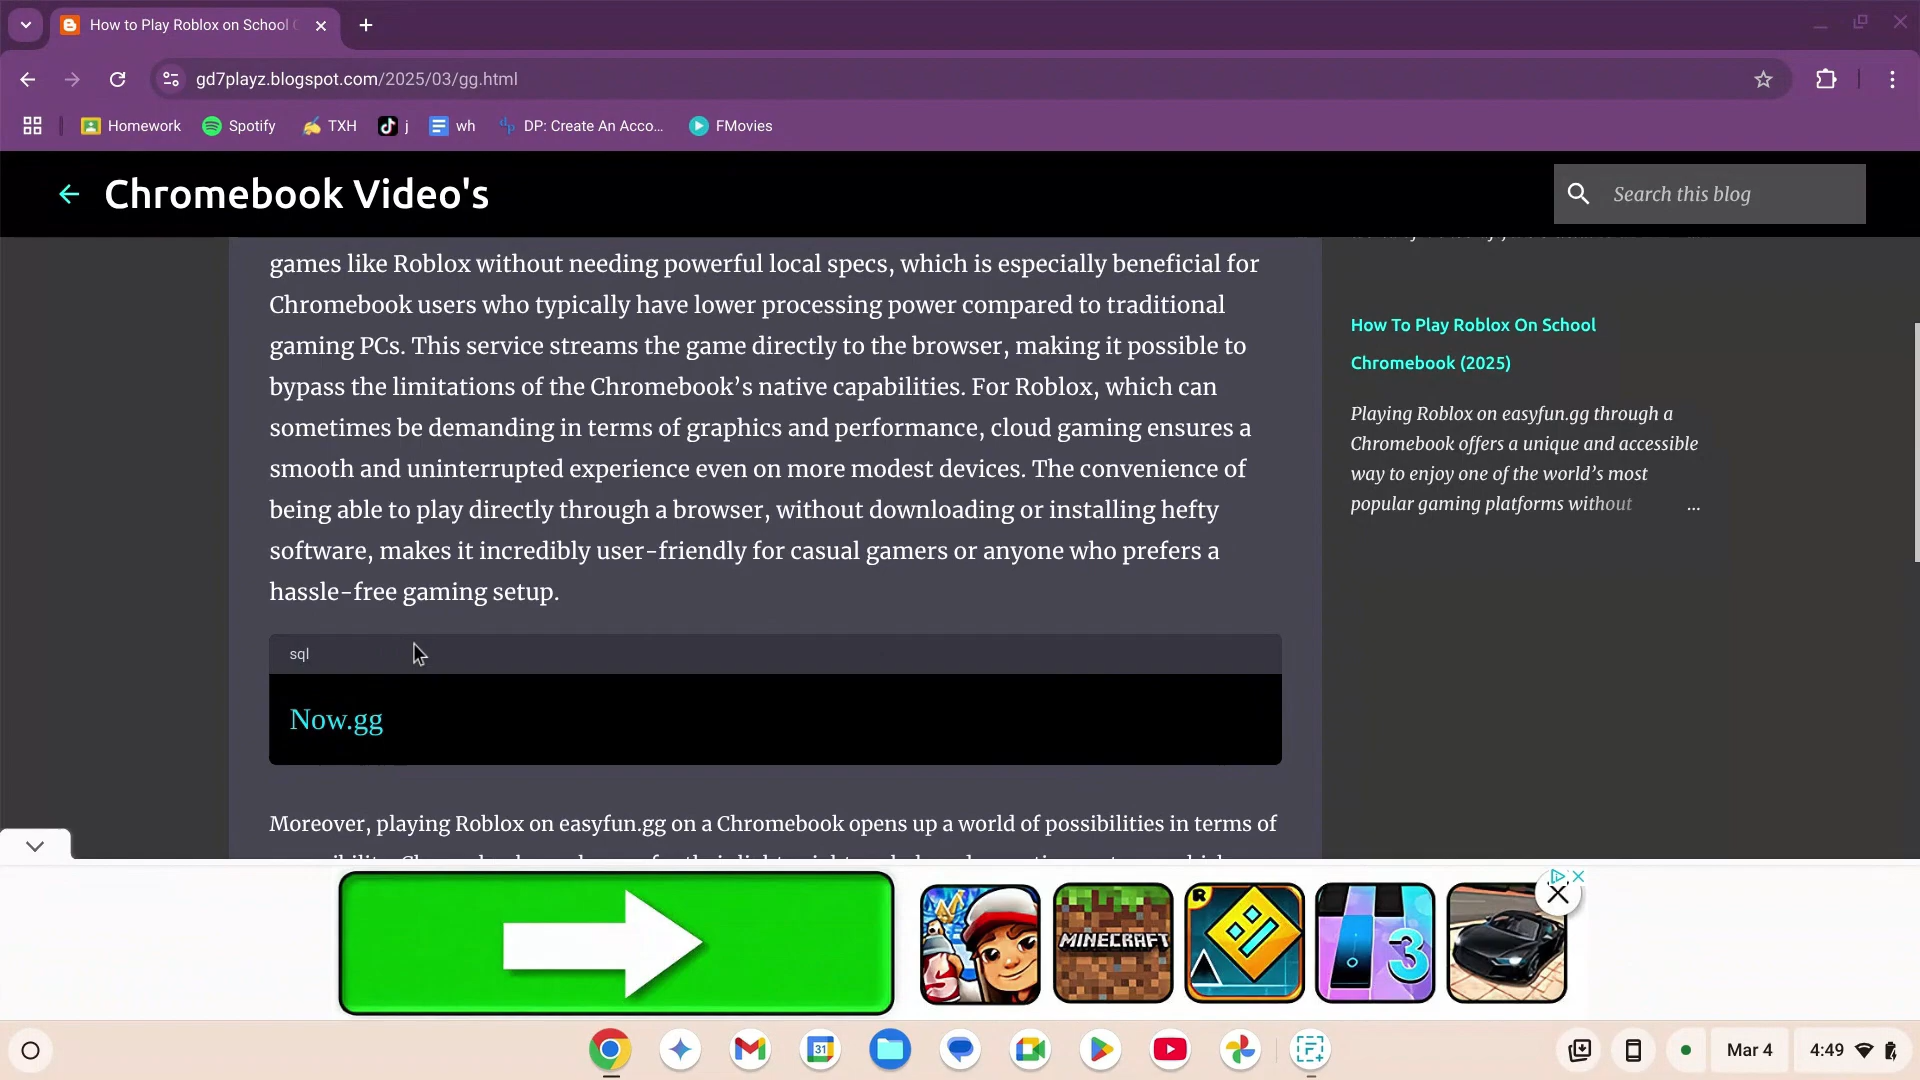 How to Play Roblox on School
gd7playz.blogspot.com/2025/03/gg.html
Homework
Spotify
TXH
j
wh
DP: Create An Acco...
FMovies
Chromebook Video's
Search this blog
games like Roblox without needing powerful local specs, which is especially beneficial for
Chromebook users who typically have lower processing power compared to traditional
gaming PCs. This service streams the game directly to the browser, making it possible to
bypass the limitations of the Chromebook’s native capabilities. For Roblox, which can
sometimes be demanding in terms of graphics and performance, cloud gaming ensures a
smooth and uninterrupted experience even on more modest devices. The convenience of
being able to play directly through a browser, without downloading or installing hefty
software, makes it incredibly user-friendly for casual gamers or anyone who prefers a
hassle-free gaming setup.
sql
Now.gg
Moreover, playing Roblox on easyfun.gg on a Chromebook opens up a world of possibilities in terms of
How To Play Roblox On School
Chromebook (2025)
Playing Roblox on easyfun.gg through a
Chromebook offers a unique and accessible
way to enjoy one of the world’s most
popular gaming platforms without ...
MINECRAFT
R
3
31
Mar 4
4:49